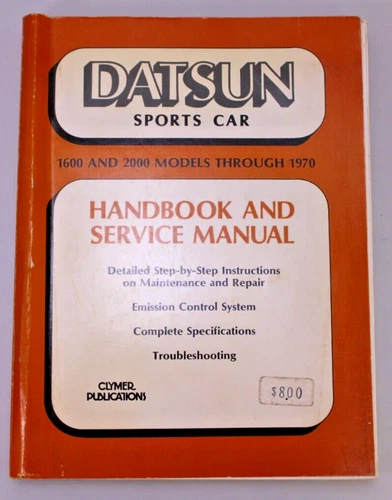 DATSUN
SPORTS CAR
1600 AND 2000 MODELS THROUGH 1970
HANDBOOK AND
SERVICE MANUAL
Detailed Step-by-Step Instructions
on Maintenance and Repair
Emission Control System
Complete Specifications
Troubleshooting
CLYMER
PUBLICATIONS
$8.00